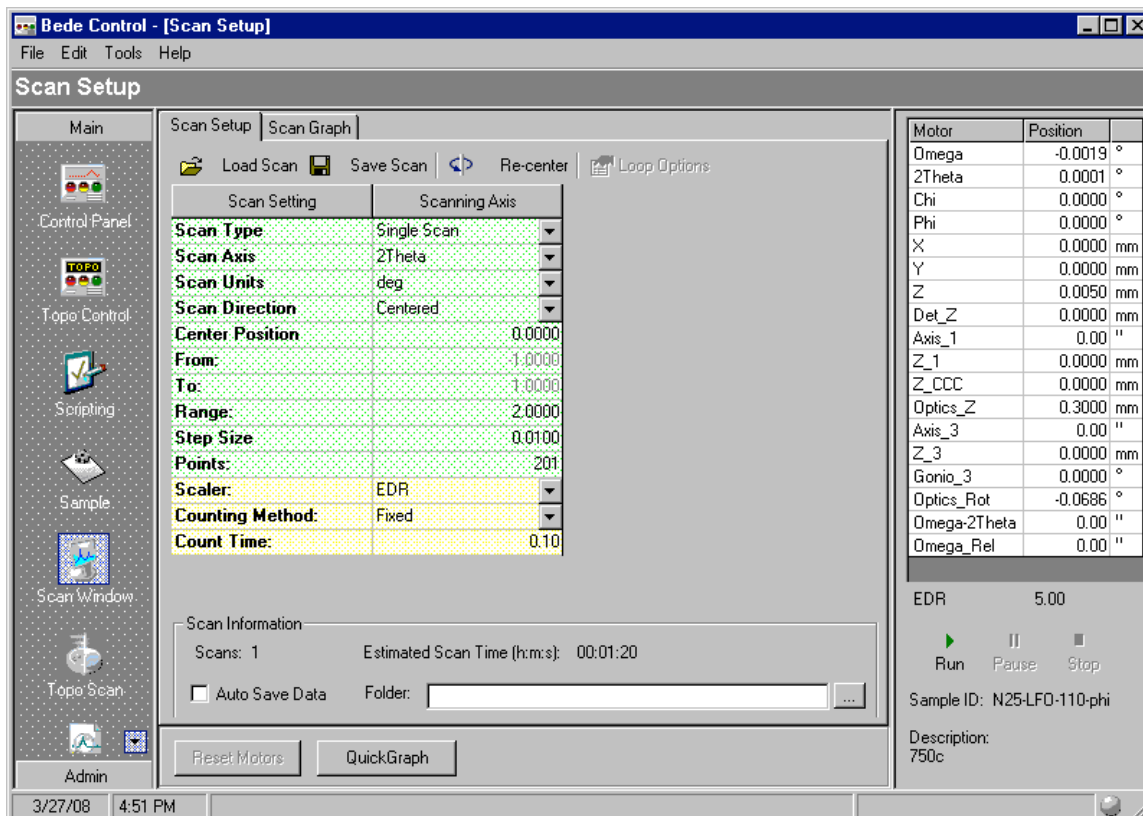 Bede Control - [Scan Setup]
File Edit Tools Help
Scan Setup
Main
Control Panel
TOPO
Topo Control
Scripting
Sample
Scan Window
Topo Scan
Admin
Scan Setup Scan Graph
Load Scan Save Scan Re-center Loop Options
Scan Setting Scanning Axis
Scan Type Single Scan
Scan Axis 2Theta
Scan Units deg
Scan Direction Centered
Center Position 0.0000
From: -1.0000
To: 1.0000
Range: 2.0000
Step Size 0.0100
Points: 201
Scaler: EDR
Counting Method: Fixed
Count Time: 0.10
Scan Information
Scans: 1 Estimated Scan Time (h:m:s): 00:01:20
Auto Save Data Folder: ...
Reset Motors QuickGraph
Motor Position
Omega -0.0019 °
2Theta 0.0001 °
Chi 0.0000 °
Phi 0.0000 °
X 0.0000 mm
Y 0.0000 mm
Z 0.0050 mm
Det_Z 0.0000 mm
Axis_1 0.00 "
Z_1 0.0000 mm
Z_CCC 0.0000 mm
Optics_Z 0.3000 mm
Axis_3 0.00 "
Z_3 0.0000 mm
Gonio_3 0.0000 °
Optics_Rot -0.0686 °
Omega-2Theta 0.00 "
Omega_Rel 0.00 "
EDR 5.00
Run Pause Stop
Sample ID: N25-LFO-110-phi
Description:
750c
3/27/08 4:51 PM